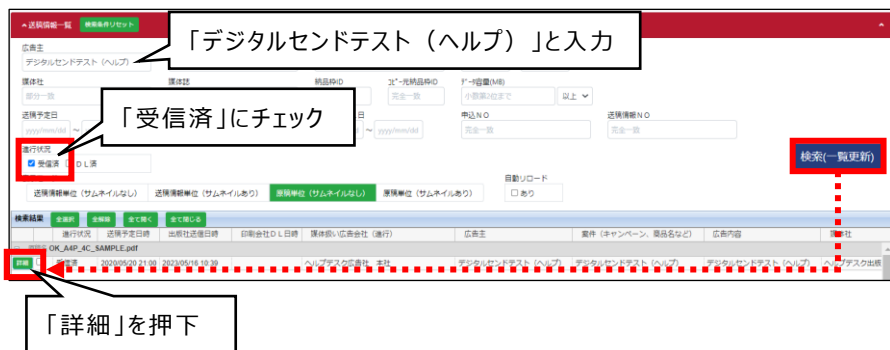 送稿情報一覧 検索条件リセット
「デジタルセンドテスト（ヘルプ）」と入力
広告主
デジタルセンドテスト（ヘルプ）
媒体社 媒体誌 納品枠ID ｺﾋﾟｰ元納品枠ID ﾃﾞｰﾀ容量(MB)
部分一致 完全一致 小数第2位まで 以上
送稿予定日 日 申込ＮＯ 送稿情報ＮＯ
yyyy/mm/dd ～ ～ yyyy/mm/dd 完全一致 完全一致
「受信済」にチェック
進行状況
受信済 ＤＬ済
検索(一覧更新)
自動リロード
送稿情報単位（サムネイルなし） 送稿情報単位（サムネイルあり） 原稿単位（サムネイルなし） 原稿単位（サムネイルあり） あり
検索結果 全選択 全解除 全て開く 全て閉じる
進行状況 送稿予定日時 出版社送信日時 印刷会社ＤＬ日時 媒体扱い広告会社（進行） 広告主 案件（キャンペーン、商品名など） 広告内容 媒体社
OK_A4P_4C_SAMPLE.pdf
詳細 受信済 2020/05/20 21:00 2023/05/16 10:39 ヘルプデスク広告社 本社 デジタルセンドテスト（ヘルプ） デジタルセンドテスト（ヘルプ） デジタルセンドテスト（ヘルプ） ヘルプデスク出版
「詳細」を押下